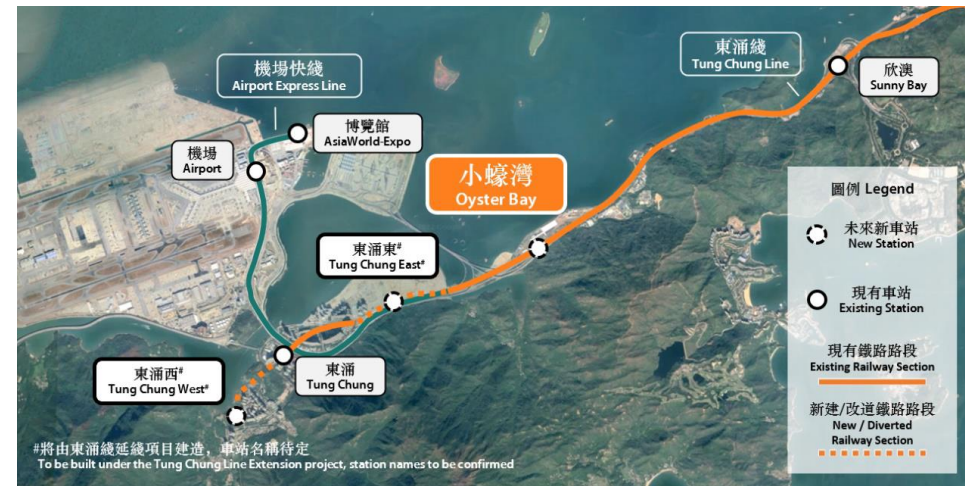 東涌綫
Tung Chung Line
欣澳
Sunny Bay
機場快綫
Airport Express Line
博覽館
AsiaWorld-Expo
機場
Airport
小蠔灣
Oyster Bay
東涌東#
Tung Chung East#
東涌西#
Tung Chung West#
東涌
Tung Chung
圖例 Legend
未來新車站
New Station
現有車站
Existing Station
現有鐵路路段
Existing Railway Section
新建/改道鐵路路段
New / Diverted
Railway Section
#將由東涌綫延綫項目建造，車站名稱待定
To be built under the Tung Chung Line Extension project, station names to be confirmed